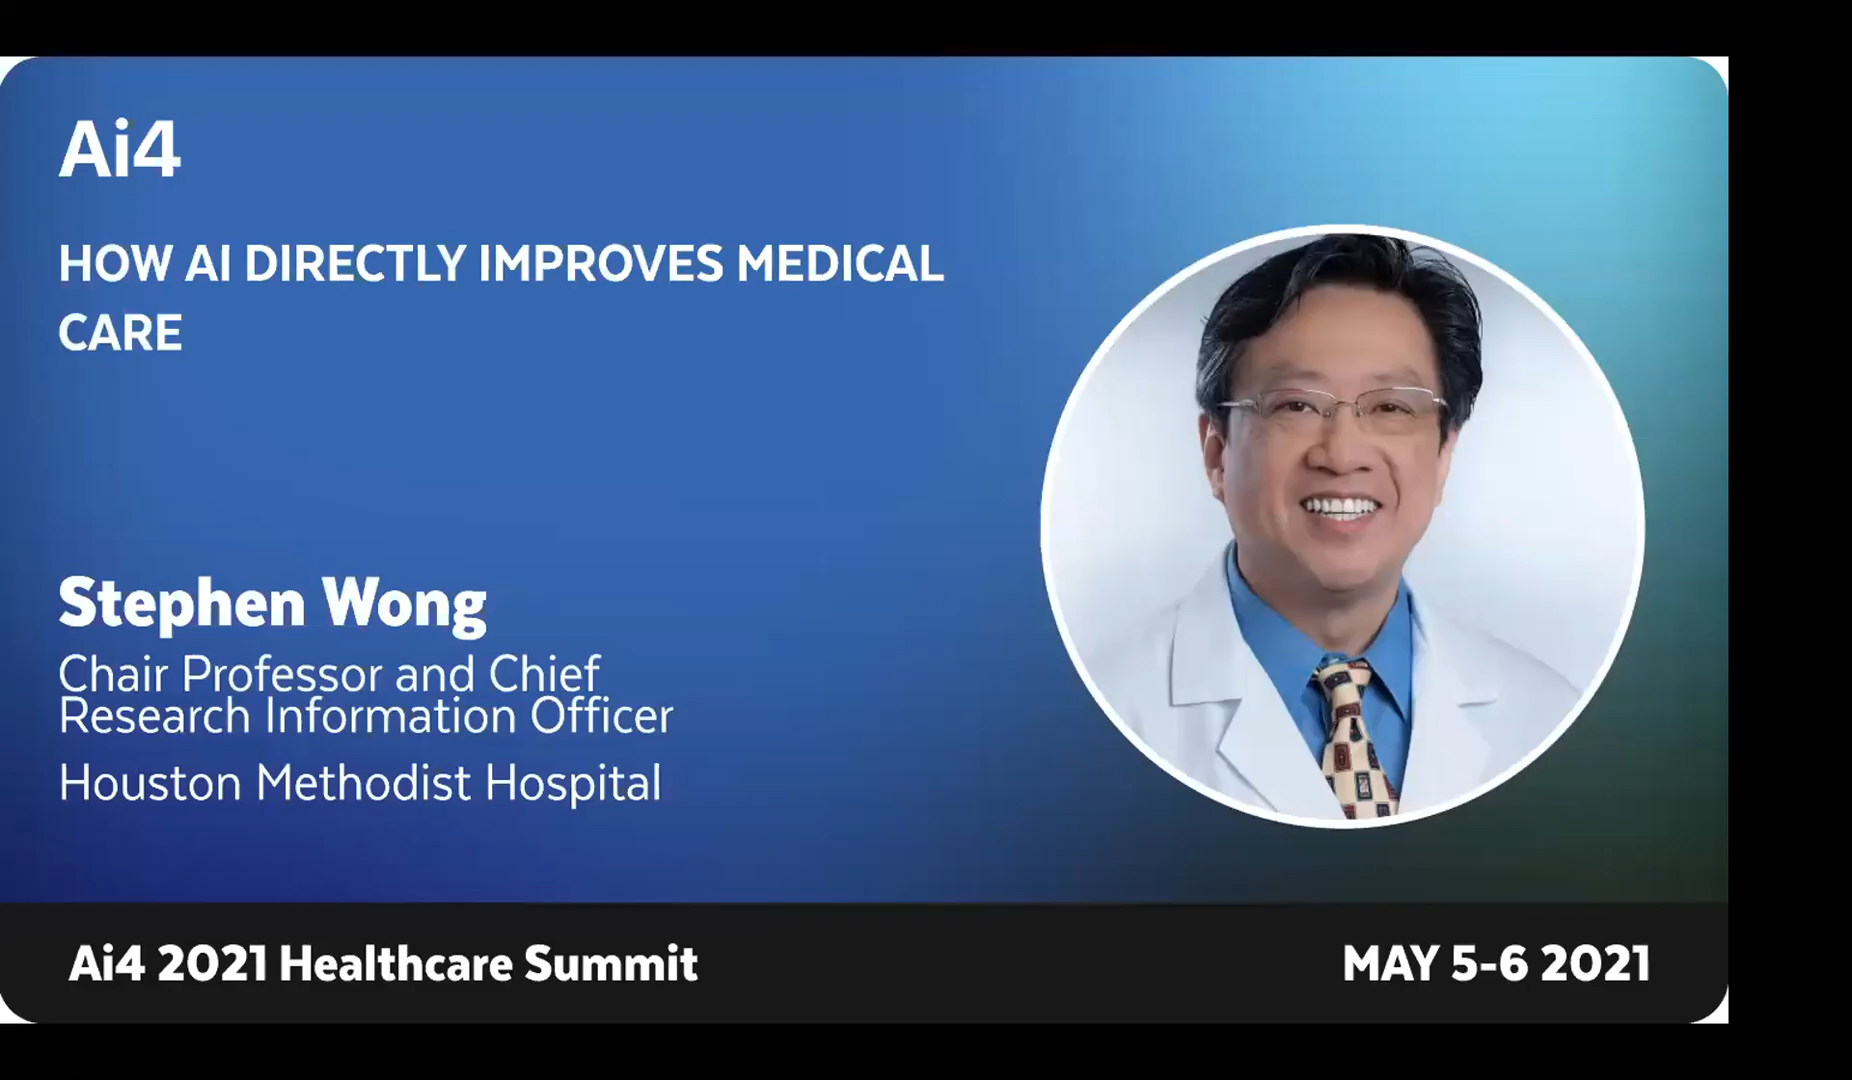 Ai4
HOW AI DIRECTLY IMPROVES MEDICAL
CARE
Stephen Wong
Chair Professor and Chief
Research Information Officer
Houston Methodist Hospital
Ai4 2021 Healthcare Summit
MAY 5-6 2021